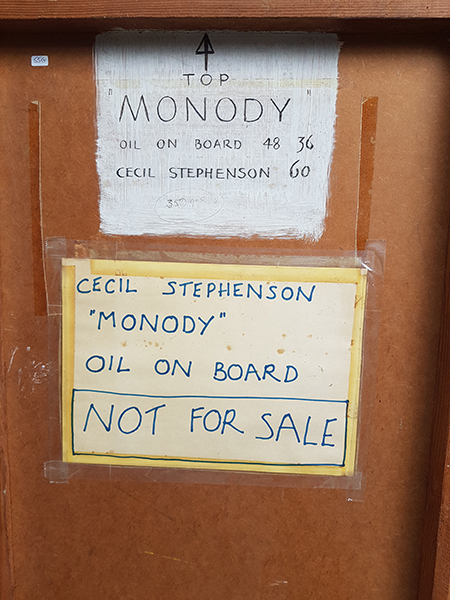 TOP
"MONODY"
OIL ON BOARD 48 36
CECIL STEPHENSON 60
CECIL STEPHENSON
"MONODY"
OIL ON BOARD
NOT FOR SALE